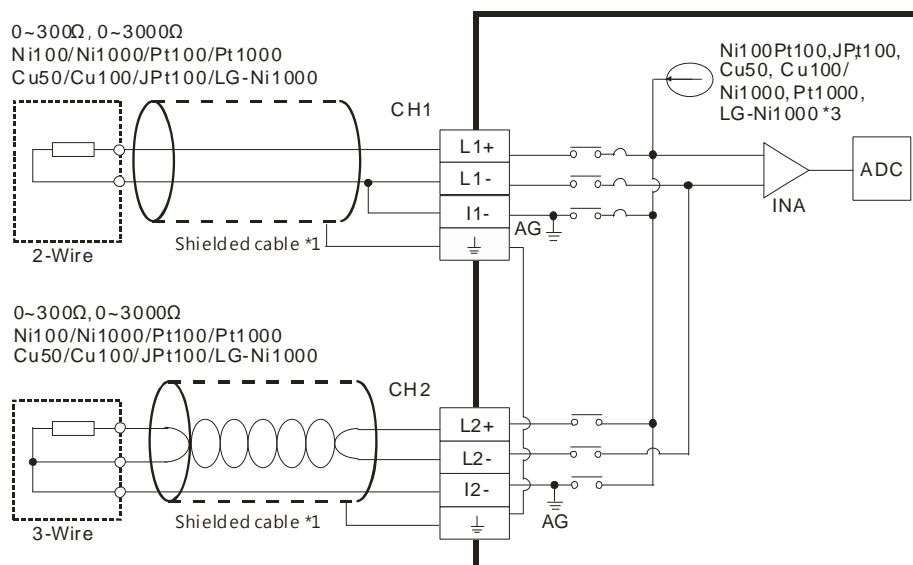 0~300Ω, 0~3000Ω
Ni100/Ni1000/Pt100/Pt1000
Cu50/Cu100/JPt100/LG-Ni1000
CH1
L1+
L1-
I1-
AG
2-Wire
Shielded cable *1
Ni100Pt100,JPt100,
Cu50, Cu100/
Ni1000, Pt1000,
LG-Ni1000 *3
INA
ADC
0~300Ω, 0~3000Ω
Ni100/Ni1000/Pt100/Pt1000
Cu50/Cu100/JPt100/LG-Ni1000
CH2
L2+
L2-
I2-
AG
3-Wire
Shielded cable *1